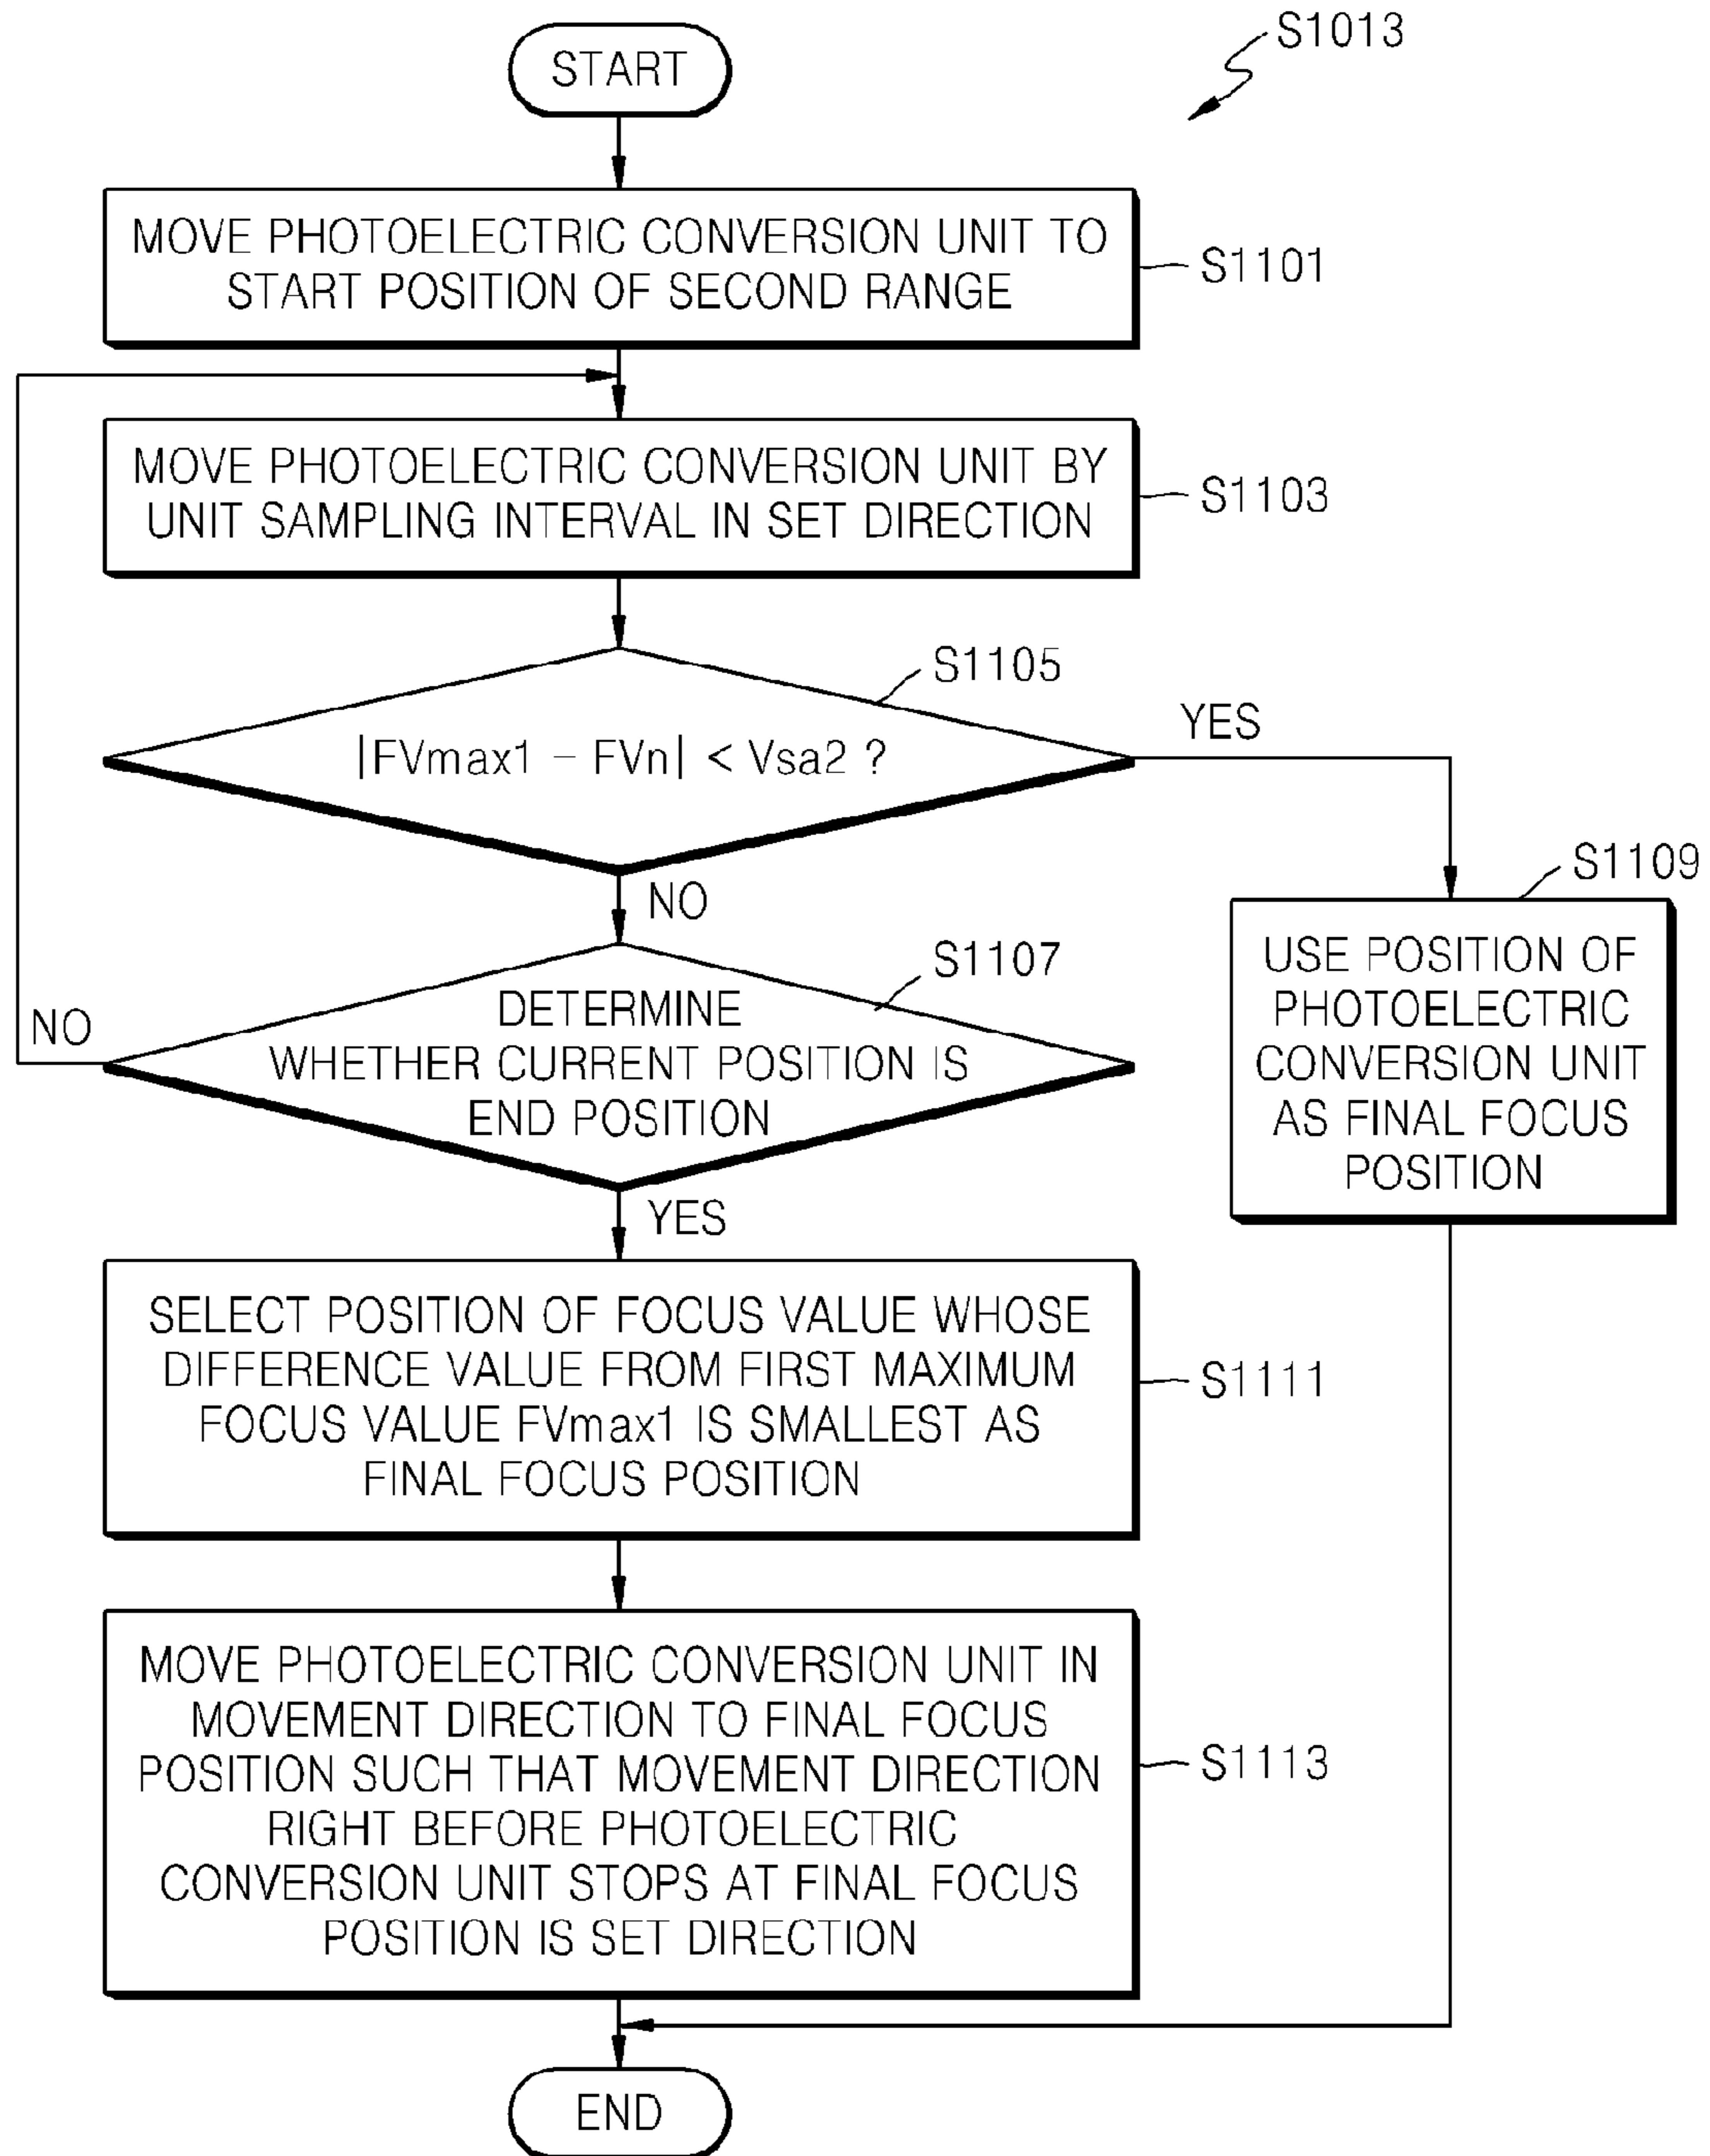 S1013
START
MOVE PHOTOELECTRIC CONVERSION UNIT TO
START POSITION OF SECOND RANGE
S1101
MOVE PHOTOELECTRIC CONVERSION UNIT BY
UNIT SAMPLING INTERVAL IN SET DIRECTION
S1103
S1105
|FVmax1 - FVn| < Vsa2 ?
YES
NO
S1107
DETERMINE
WHETHER CURRENT POSITION IS
END POSITION
NO
YES
S1109
USE POSITION OF
PHOTOELECTRIC
CONVERSION UNIT
AS FINAL FOCUS
POSITION
SELECT POSITION OF FOCUS VALUE WHOSE
DIFFERENCE VALUE FROM FIRST MAXIMUM
FOCUS VALUE FVmax1 IS SMALLEST AS
FINAL FOCUS POSITION
S1111
MOVE PHOTOELECTRIC CONVERSION UNIT IN
MOVEMENT DIRECTION TO FINAL FOCUS
POSITION SUCH THAT MOVEMENT DIRECTION
RIGHT BEFORE PHOTOELECTRIC
CONVERSION UNIT STOPS AT FINAL FOCUS
POSITION IS SET DIRECTION
S1113
END